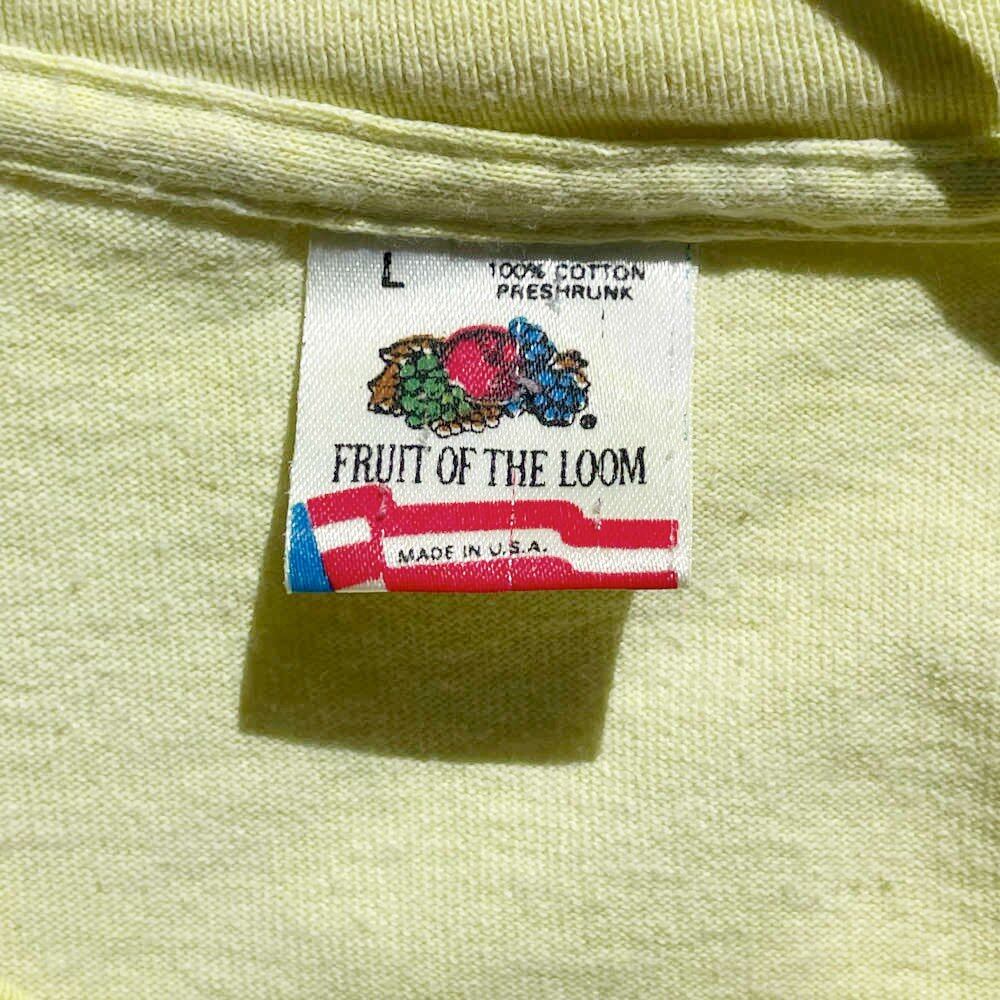 L
100% COTTON
PRESHRUNK
FRUIT OF THE LOOM
MADE IN U.S.A.